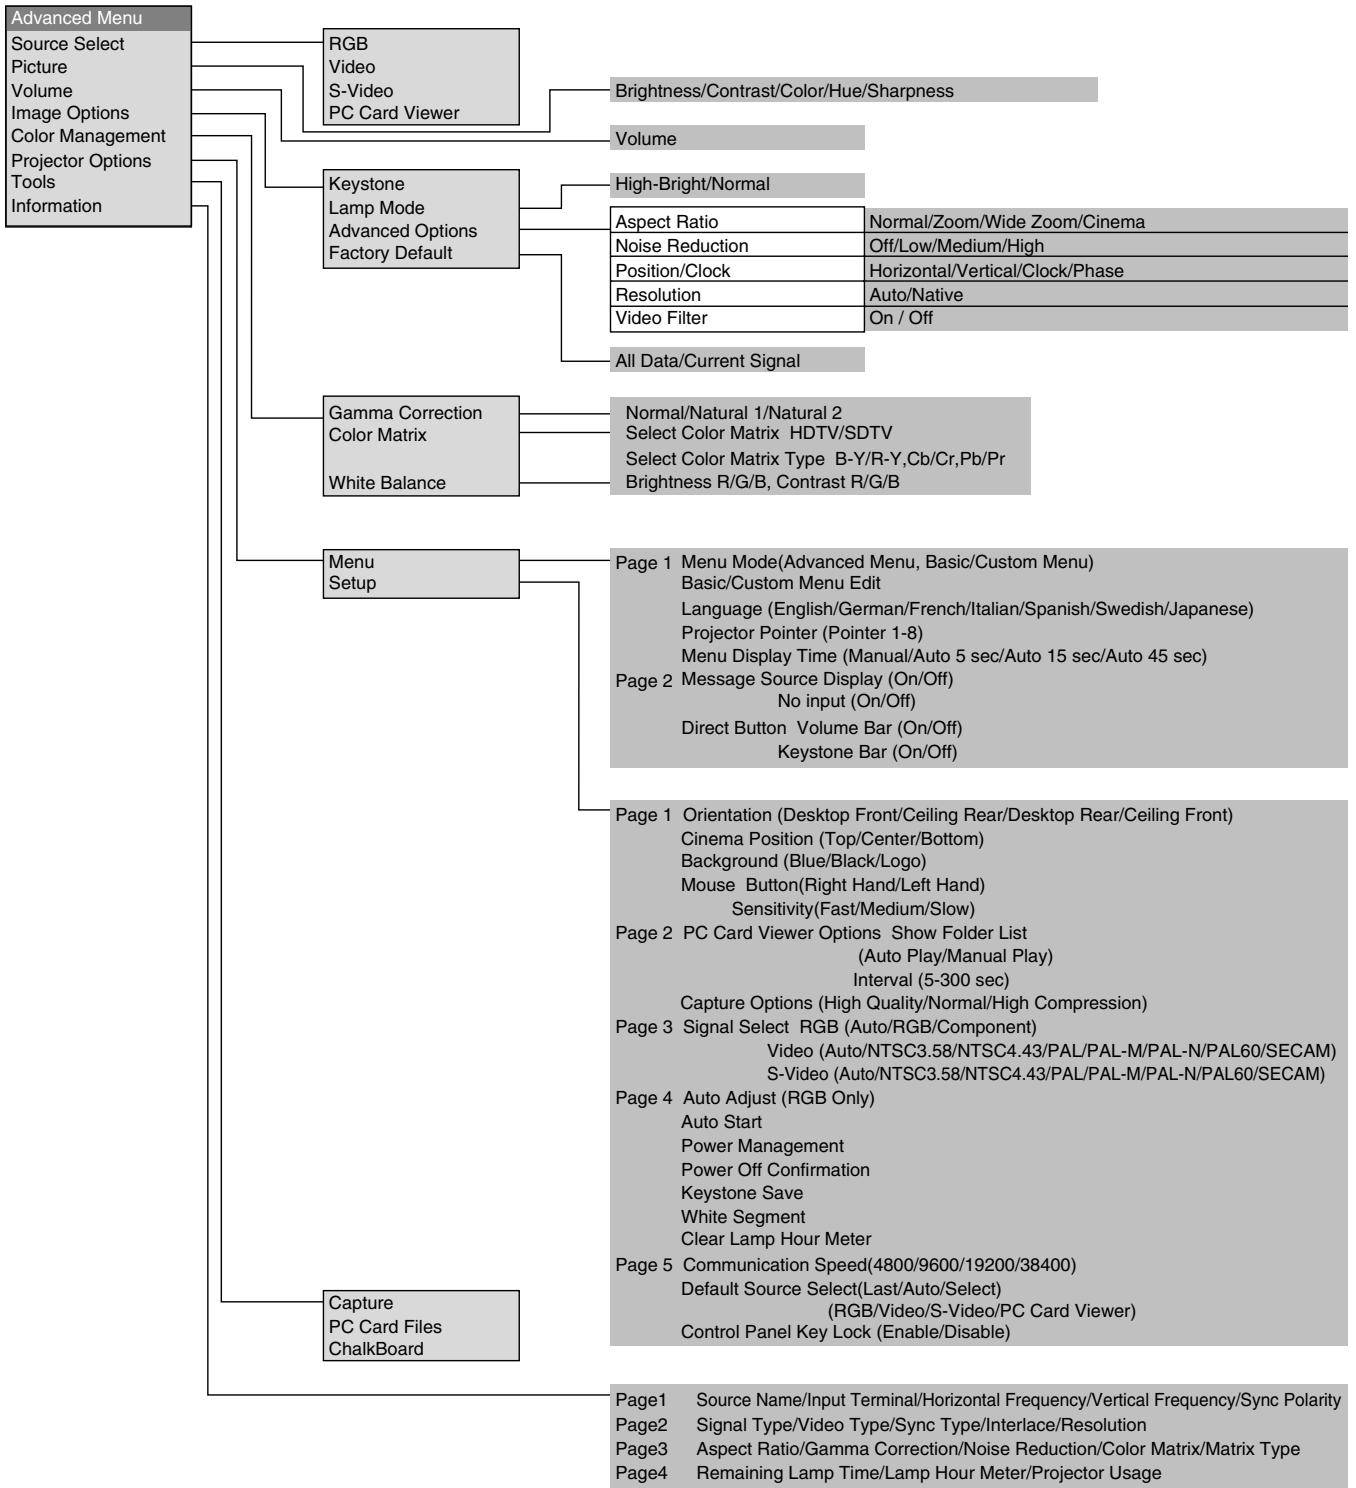 Advanced Menu
Source Select
Picture
Volume
Image Options
Color Management
Projector Options
Tools
Information
RGB
Video
S-Video
PC Card Viewer
Brightness/Contrast/Color/Hue/Sharpness
Volume
Keystone
Lamp Mode
Advanced Options
Factory Default
High-Bright/Normal
Aspect Ratio Normal/Zoom/Wide Zoom/Cinema
Noise Reduction Off/Low/Medium/High
Position/Clock Horizontal/Vertical/Clock/Phase
Resolution Auto/Native
Video Filter On / Off
All Data/Current Signal
Gamma Correction Normal/Natural 1/Natural 2
Color Matrix Select Color Matrix HDTV/SDTV
Select Color Matrix Type B-Y/R-Y,Cb/Cr,Pb/Pr
White Balance Brightness R/G/B, Contrast R/G/B
Menu
Setup
Page 1 Menu Mode(Advanced Menu, Basic/Custom Menu)
Basic/Custom Menu Edit
Language (English/German/French/Italian/Spanish/Swedish/Japanese)
Projector Pointer (Pointer 1-8)
Menu Display Time (Manual/Auto 5 sec/Auto 15 sec/Auto 45 sec)
Page 2 Message Source Display (On/Off)
No input (On/Off)
Direct Button Volume Bar (On/Off)
Keystone Bar (On/Off)
Page 1 Orientation (Desktop Front/Ceiling Rear/Desktop Rear/Ceiling Front)
Cinema Position (Top/Center/Bottom)
Background (Blue/Black/Logo)
Mouse Button(Right Hand/Left Hand)
Sensitivity(Fast/Medium/Slow)
Page 2 PC Card Viewer Options Show Folder List
(Auto Play/Manual Play)
Interval (5-300 sec)
Capture Options (High Quality/Normal/High Compression)
Page 3 Signal Select RGB (Auto/RGB/Component)
Video (Auto/NTSC3.58/NTSC4.43/PAL/PAL-M/PAL-N/PAL60/SECAM)
S-Video (Auto/NTSC3.58/NTSC4.43/PAL/PAL-M/PAL-N/PAL60/SECAM)
Page 4 Auto Adjust (RGB Only)
Auto Start
Power Management
Power Off Confirmation
Keystone Save
White Segment
Clear Lamp Hour Meter
Page 5 Communication Speed(4800/9600/19200/38400)
Default Source Select(Last/Auto/Select)
(RGB/Video/S-Video/PC Card Viewer)
Control Panel Key Lock (Enable/Disable)
Capture
PC Card Files
ChalkBoard
Page1 Source Name/Input Terminal/Horizontal Frequency/Vertical Frequency/Sync Polarity
Page2 Signal Type/Video Type/Sync Type/Interlace/Resolution
Page3 Aspect Ratio/Gamma Correction/Noise Reduction/Color Matrix/Matrix Type
Page4 Remaining Lamp Time/Lamp Hour Meter/Projector Usage